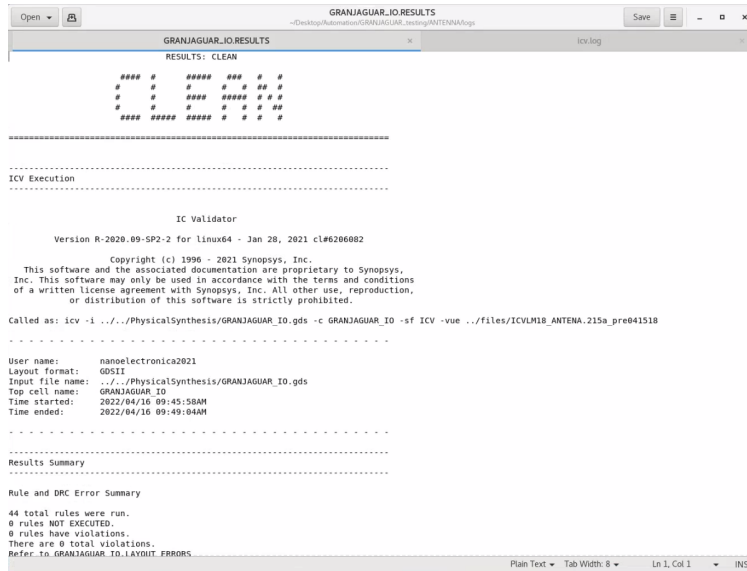 Open
GRANJAGUAR_IO.RESULTS
~/Desktop/Automation/GRANJAGUAR_testing/ANTENNA/logs
Save
GRANJAGUAR_IO.RESULTS
icv.log
RESULTS: CLEAN
#### # ##### ### # #
# # # # # ## #
# # #### ##### # # #
# # # # # # ##
#### ##### ##### # # # #
==========================================================================
--------------------------------------------------------------------------
ICV Execution
--------------------------------------------------------------------------
IC Validator
Version R-2020.09-SP2-2 for linux64 - Jan 28, 2021 cl#6206082
Copyright (c) 1996 - 2021 Synopsys, Inc.
This software and the associated documentation are proprietary to Synopsys,
Inc. This software may only be used in accordance with the terms and conditions
of a written license agreement with Synopsys, Inc. All other use, reproduction,
or distribution of this software is strictly prohibited.
Called as: icv -i ../../PhysicalSynthesis/GRANJAGUAR_IO.gds -c GRANJAGUAR_IO -sf ICV -vue ../files/ICVLM18_ANTENA.215a_pre041518
- - - - - - - - - - - - - - - - - - - - - - - - - - - - - - - - - - - - - -
User name: nanoelectronica2021
Layout format: GDSII
Input file name: ../../PhysicalSynthesis/GRANJAGUAR_IO.gds
Top cell name: GRANJAGUAR_IO
Time started: 2022/04/16 09:45:58AM
Time ended: 2022/04/16 09:49:04AM
- - - - - - - - - - - - - - - - - - - - - - - - - - - - - - - - - - - - - -
--------------------------------------------------------------------------
Results Summary
--------------------------------------------------------------------------
Rule and DRC Error Summary
44 total rules were run.
0 rules NOT EXECUTED.
0 rules have violations.
There are 0 total violations.
Refer to GRANJAGUAR_IO.LAYOUT_ERRORS
Plain Text Tab Width: 8 Ln 1, Col 1 INS